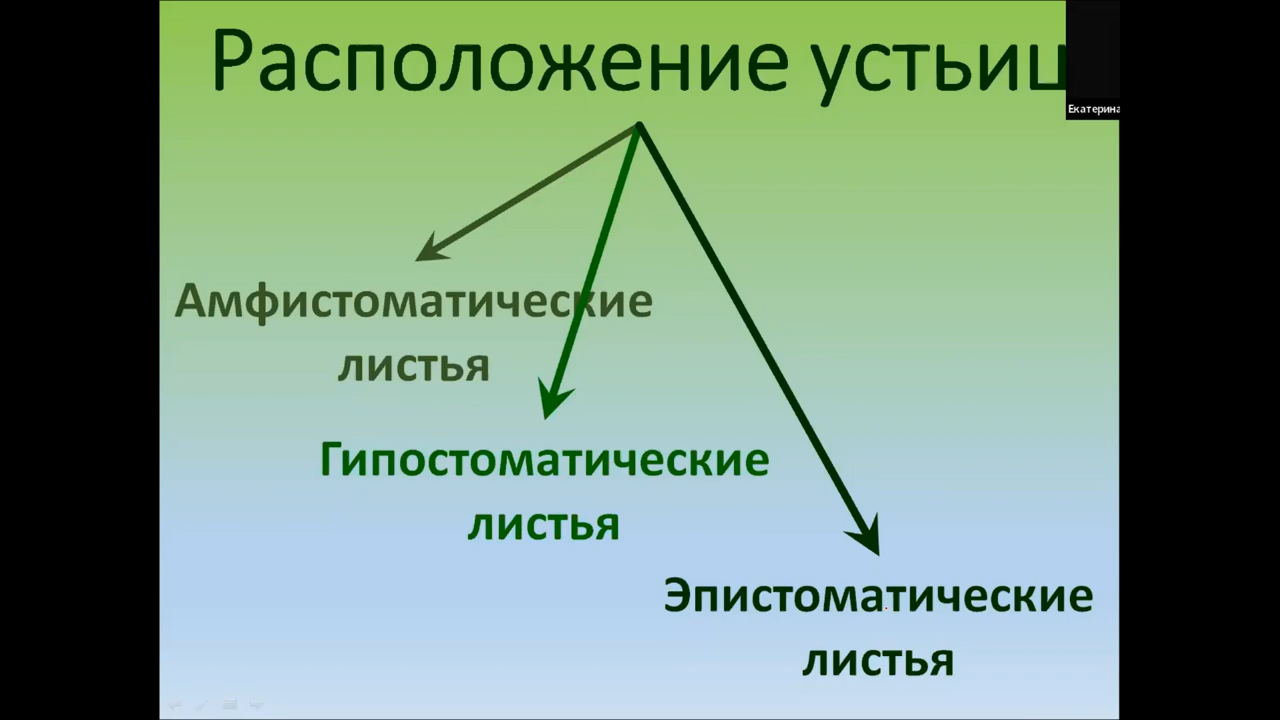 Расположение устьиц
Екатерина
Амфистоматические
листья
Гипостоматические
листья
Эпистоматические
листья